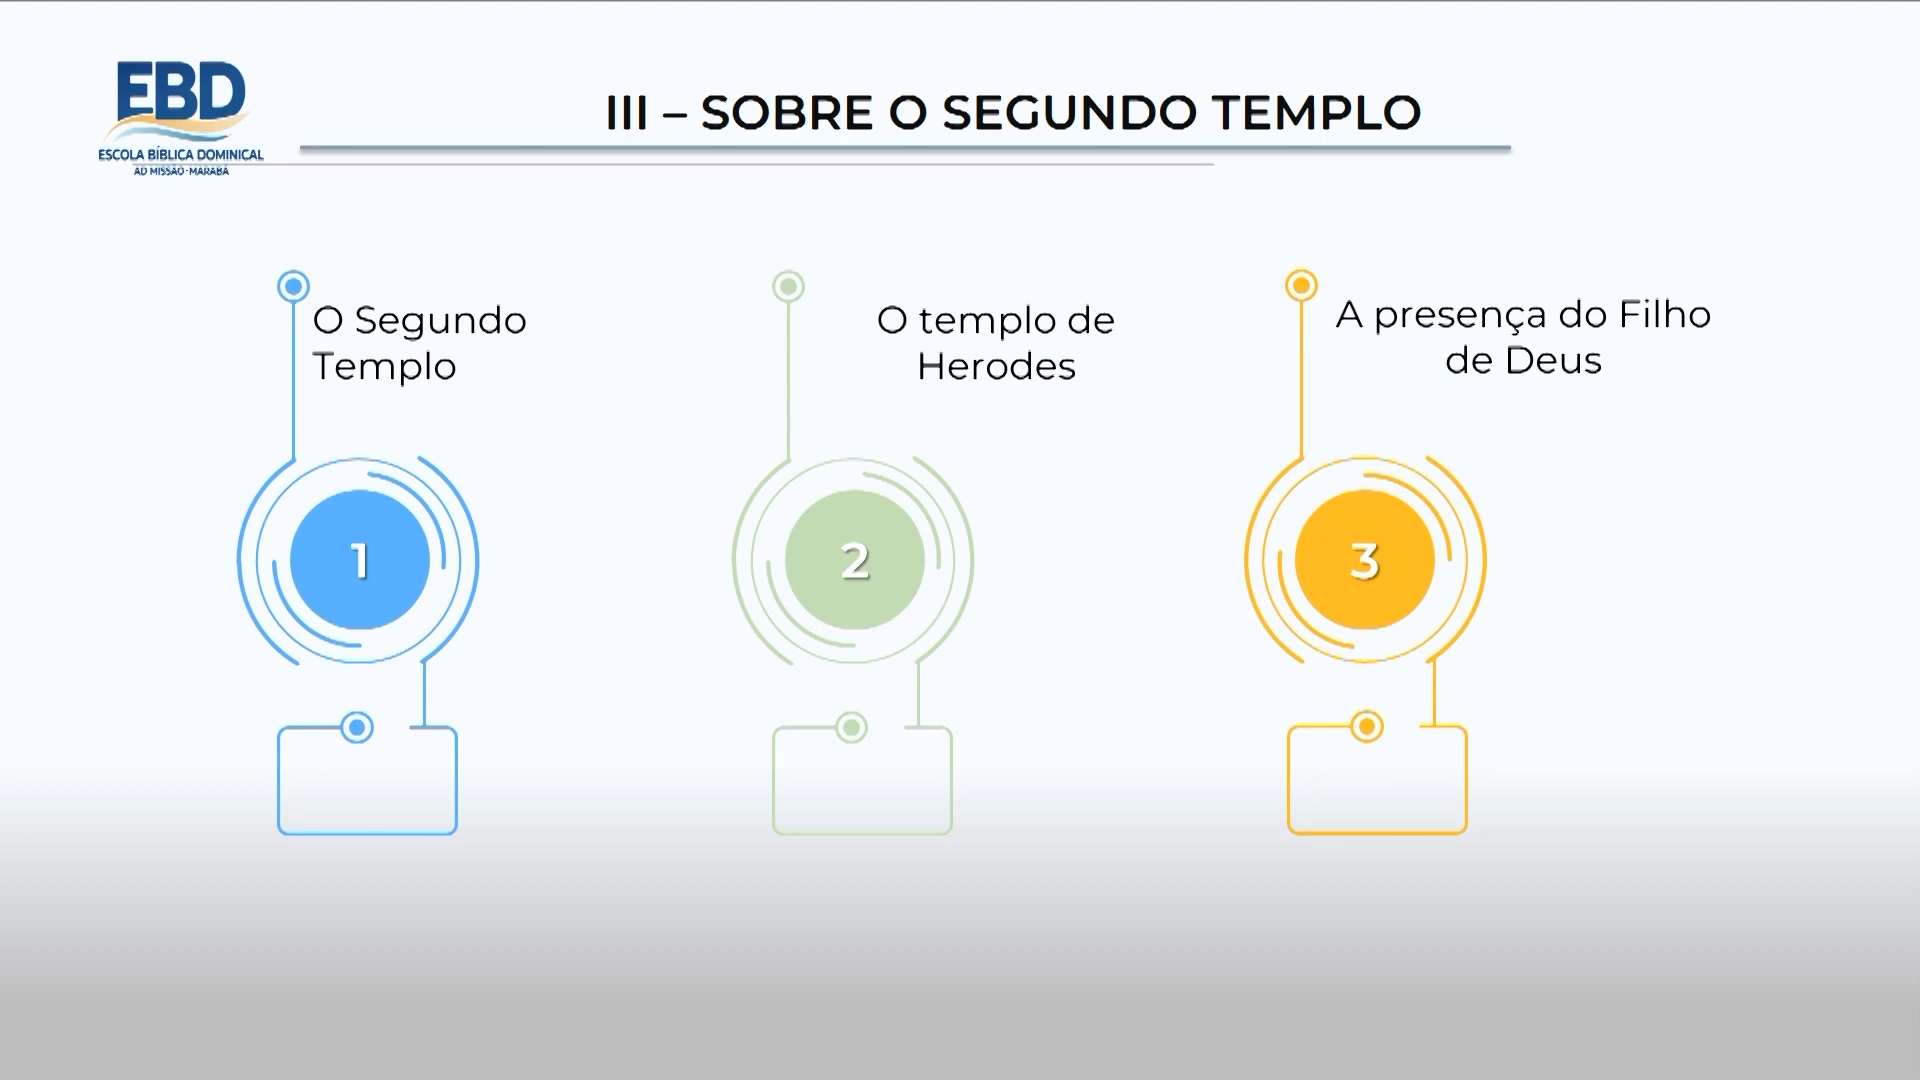 EBD
ESCOLA BÍBLICA DOMINICAL
AD MISSÃO - MARABÁ
III – SOBRE O SEGUNDO TEMPLO
O Segundo
Templo
O templo de
Herodes
A presença do Filho
de Deus
1
2
3